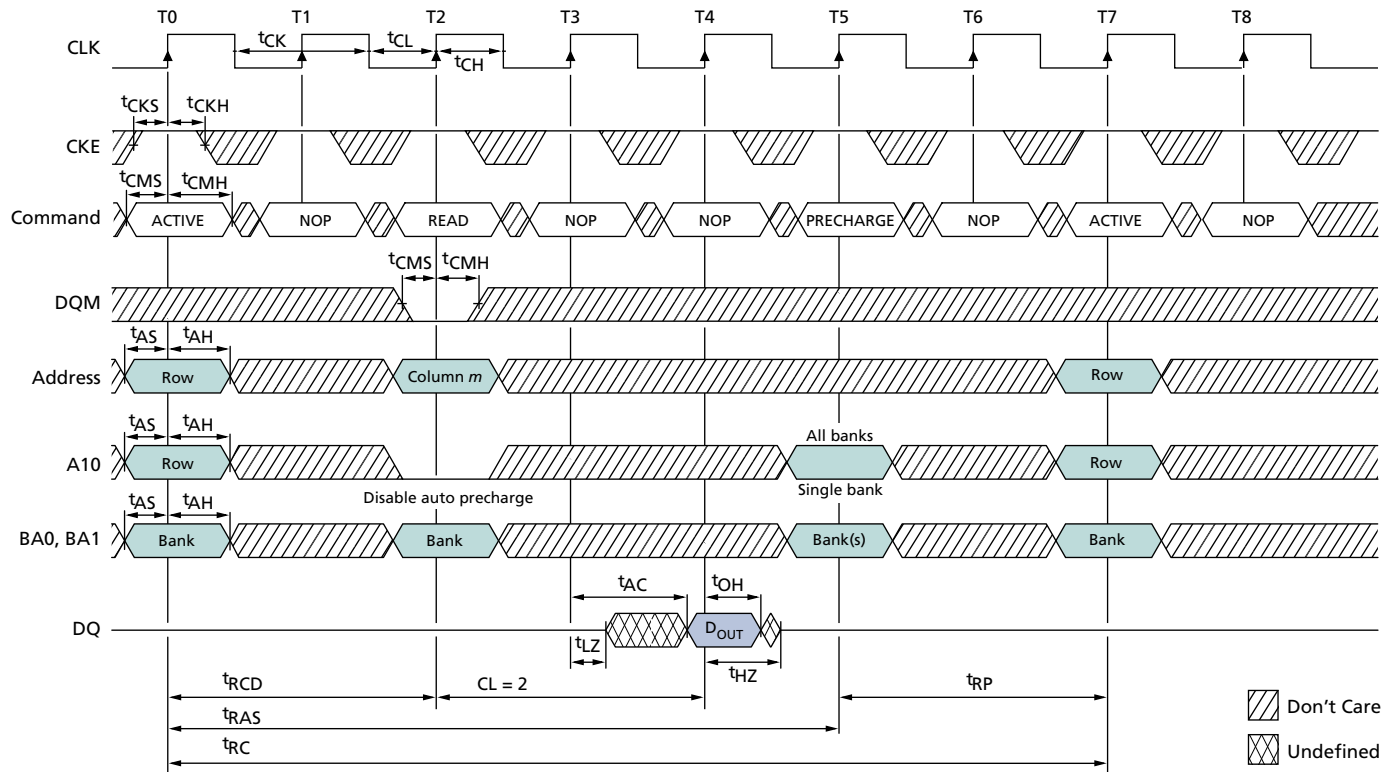 T0 T1 T2 T3 T4 T5 T6 T7 T8
CLK
tCK tCL
tCH
tCKS tCKH
CKE
tCMS tCMH
Command ACTIVE NOP READ NOP NOP PRECHARGE NOP ACTIVE NOP
tCMS tCMH
DQM
tAS tAH
Address Row Column m Row
tAS tAH
All banks
A10 Row Row
Disable auto precharge Single bank
tAS tAH
BA0, BA1 Bank Bank Bank(s) Bank
tAC tOH
DQ DOUT
tLZ tHZ
tRCD CL = 2 tRP
tRAS
tRC
Don't Care
Undefined